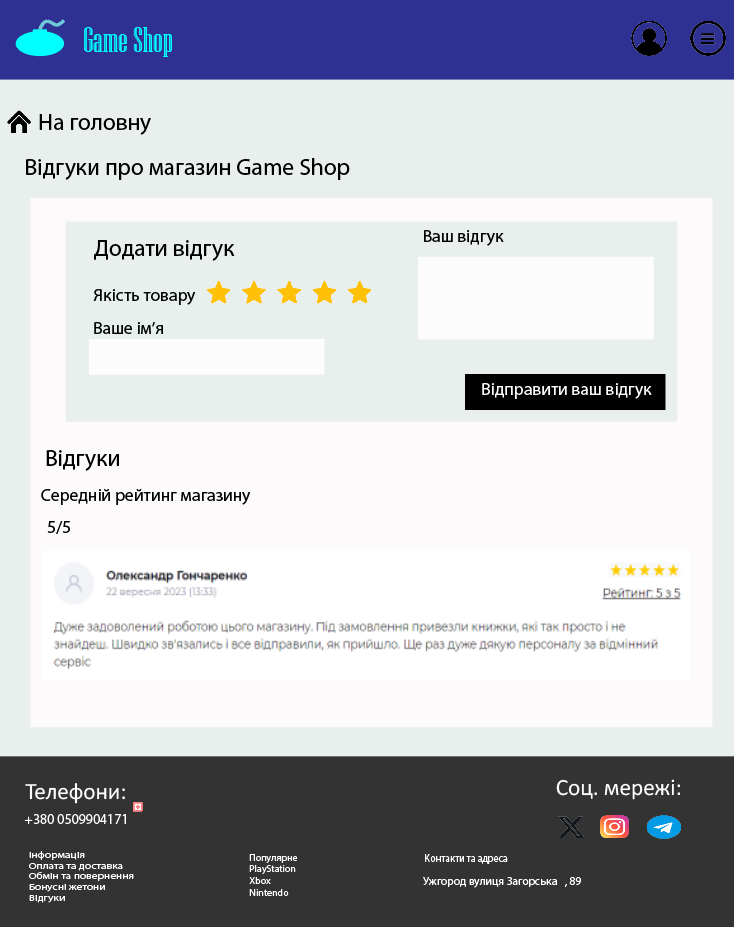 Game Shop
На головну
Відгуки про магазин Game Shop
Додати відгук
Якість товару
Ваше ім’я
Ваш відгук
Відправити ваш відгук
Відгуки
Середній рейтинг магазину
5/5
Олександр Гончаренко
22 вересня 2023 (13:33)
Рейтинг: 5 з 5
Дуже задоволений роботою цього магазину. Під замовлення привезли книжки, які так просто і не
знайдеш. Швидко зв'язались і все відправили, як прийшло. Ще раз дуже дякую персоналу за відмінний
сервіс
Телефони:
+380 0509904171
Соц. мережі:
Інформація
Оплата та доставка
Обмін та повернення
Бонусні жетони
Відгуки
Популярне
PlayStation
Xbox
Nintendo
Контакти та адреса
Ужгород вулиця Загорська , 89